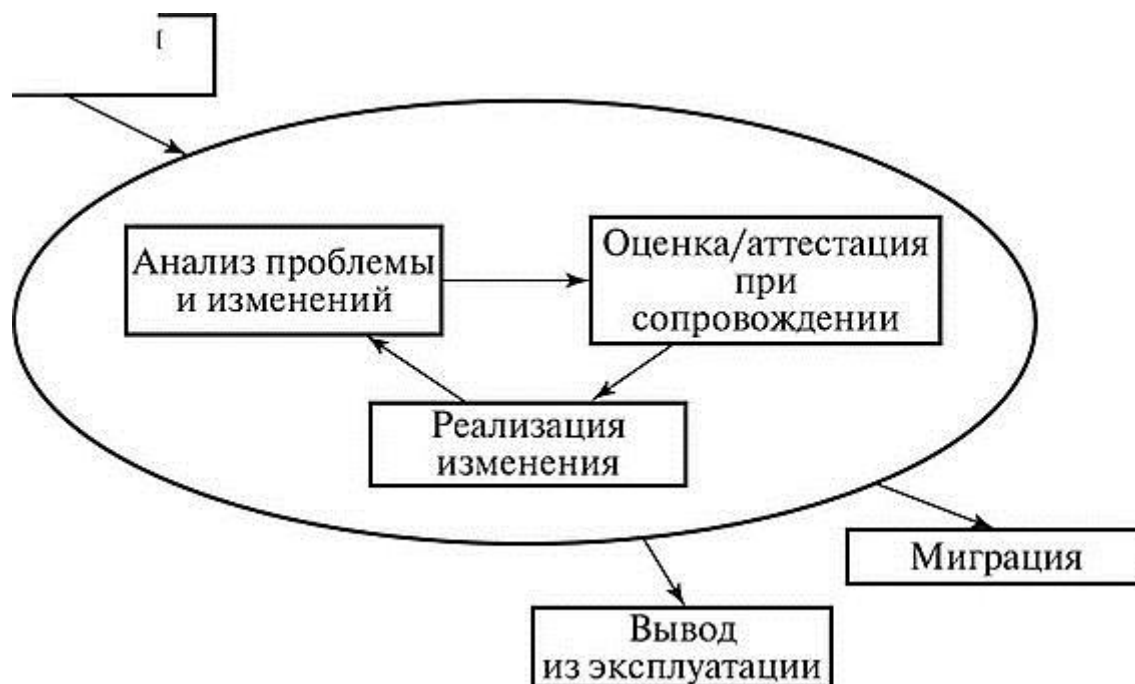 Анализ проблемы
и изменений
Оценка/аттестация
при
сопровождении
Реализация
изменения
Миграция
Вывод
из эксплуатации